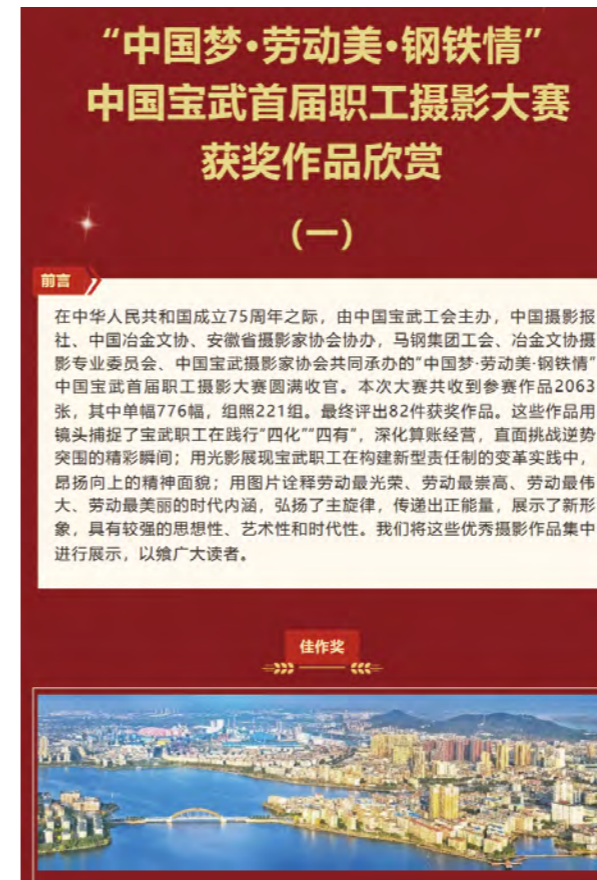 “中国梦·劳动美·钢铁情”
中国宝武首届职工摄影大赛
获奖作品欣赏
（一）
前言
在中华人民共和国成立75周年之际，由中国宝武工会主办，中国摄影报
社、中国冶金文协、安徽省摄影家协会协办，马钢集团工会、冶金文协摄
影专业委员会、中国宝武摄影家协会共同承办的“中国梦·劳动美·钢铁情”
中国宝武首届职工摄影大赛圆满收官。本次大赛共收到参赛作品2063
张，其中单幅776幅，组照221组。最终评出82件获奖作品。这些作品用
镜头捕捉了宝武职工在践行“四化”“四有”，深化算账经营，直面挑战逆势
突围的精彩瞬间；用光影展现宝武职工在构建新型责任制的变革实践中，
昂扬向上的精神面貌；用图片诠释劳动最光荣、劳动最崇高、劳动最伟
大、劳动最美丽的时代内涵，弘扬了主旋律，传递出正能量，展示了新形
象，具有较强的思想性、艺术性和时代性。我们将这些优秀摄影作品集中
进行展示，以飨广大读者。
佳作奖